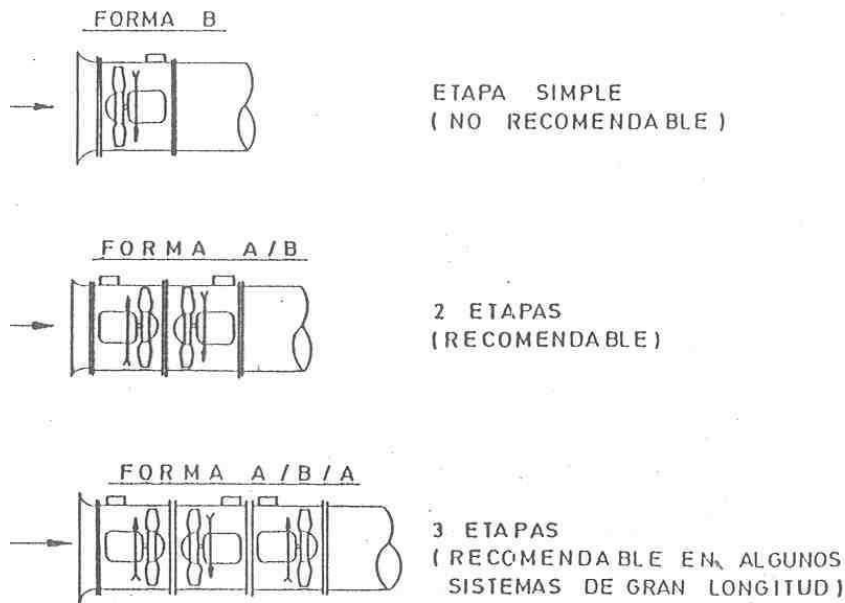 FORMA B
ETAPA SIMPLE
( NO RECOMENDABLE )
FORMA A/B
2 ETAPAS
(RECOMENDABLE)
FORMA A/B/A
3 ETAPAS
( RECOMENDABLE EN ALGUNOS
SISTEMAS DE GRAN LONGITUD)